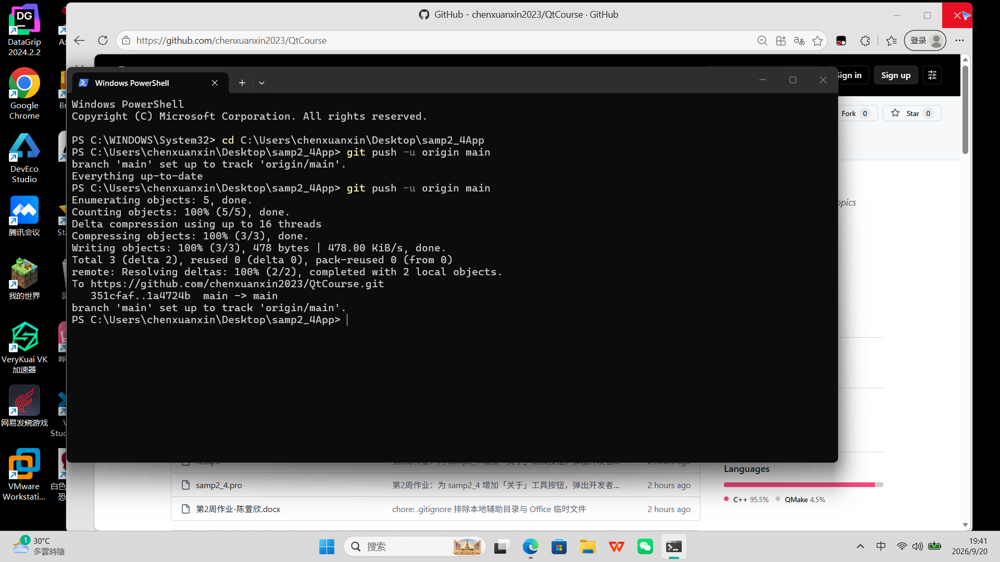 GitHub - chenxuanxin2023/QtCourse · GitHub
https://github.com/chenxuanxin2023/QtCourse
登录
Sign in
Sign up
Fork 0
Star 0
Windows PowerShell
Windows PowerShell
Copyright (C) Microsoft Corporation. All rights reserved.
PS C:\WINDOWS\System32> cd C:\Users\chenxuanxin\Desktop\samp2_4App
PS C:\Users\chenxuanxin\Desktop\samp2_4App> git push -u origin main
branch 'main' set up to track 'origin/main'.
Everything up-to-date
PS C:\Users\chenxuanxin\Desktop\samp2_4App> git push -u origin main
Enumerating objects: 5, done.
Counting objects: 100% (5/5), done.
Delta compression using up to 16 threads
Compressing objects: 100% (3/3), done.
Writing objects: 100% (3/3), 478 bytes | 478.00 KiB/s, done.
Total 3 (delta 2), reused 0 (delta 0), pack-reused 0 (from 0)
remote: Resolving deltas: 100% (2/2), completed with 2 local objects.
To https://github.com/chenxuanxin2023/QtCourse.git
351cfaf..1a4724b  main -> main
branch 'main' set up to track 'origin/main'.
PS C:\Users\chenxuanxin\Desktop\samp2_4App>
samp2_4.pro 第2周作业：为 samp2_4 增加「关于」工具按钮，弹出开发者... 2 hours ago
第2周作业-陈萱欣.docx chore: .gitignore 排除本地辅助目录与 Office 临时文件 2 hours ago
Languages
C++ 95.5% QMake 4.5%
DG
DataGrip
2024.2.2
Google
Chrome
DevEco
Studio
腾讯会议
我的世界
VeryKuai VK
加速器
网易发烧游戏
VMware
Workstati...
1
30°C
多雲時陰
搜索
中
19:41
2026/9/20